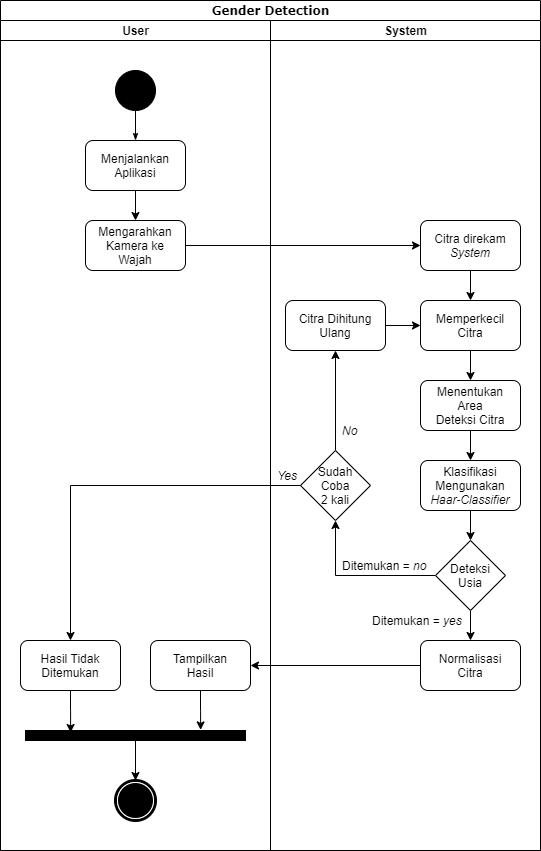 Gender Detection
User
System
Menjalankan
Aplikasi
Mengarahkan
Kamera ke
Wajah
Citra direkam
System
Citra Dihitung
Ulang
Memperkecil
Citra
Menentukan
Area
Deteksi Citra
No
Klasifikasi
Mengunakan
Haar-Classifier
Yes
Sudah
Coba
2 kali
Ditemukan = no
Deteksi
Usia
Ditemukan = yes
Hasil Tidak
Ditemukan
Tampilkan
Hasil
Normalisasi
Citra